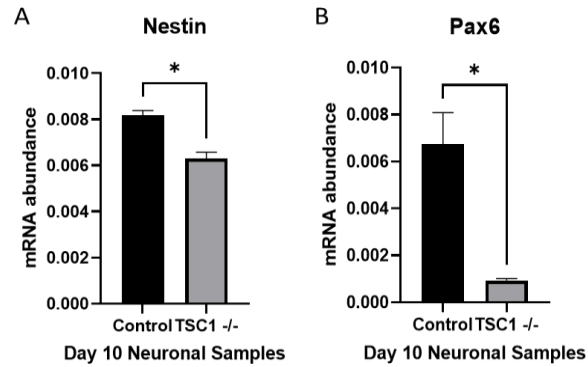 A
Nestin
*
0.010
0.008
0.006
0.004
0.002
0.000
mRNA abundance
Control TSC1 -/-
Day 10 Neuronal Samples
B
Pax6
*
0.010
0.008
0.006
0.004
0.002
0.000
mRNA abundance
Control TSC1 -/-
Day 10 Neuronal Samples